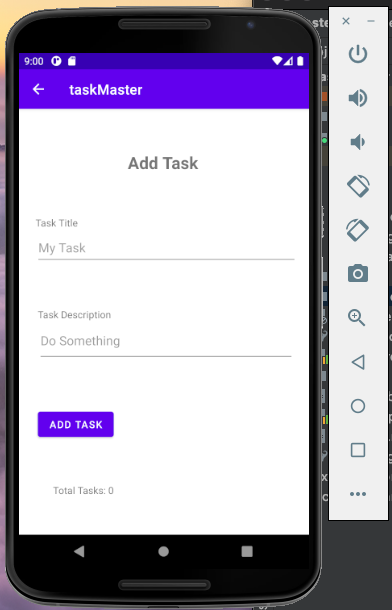 9:00
taskMaster
Add Task
Task Title
My Task
Task Description
Do Something
ADD TASK
Total Tasks: 0